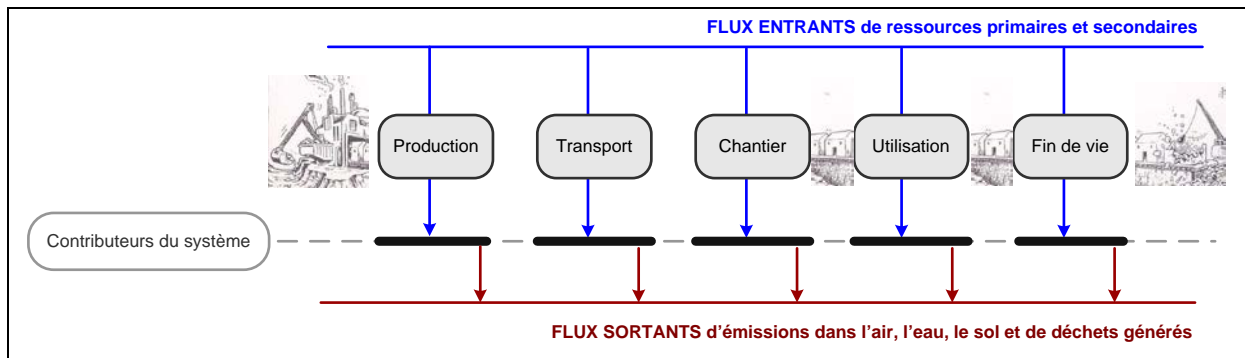 FLUX ENTRANTS de ressources primaires et secondaires
Production
Transport
Chantier
Utilisation
Fin de vie
Contributeurs du système
FLUX SORTANTS d'émissions dans l'air, l'eau, le sol et de déchets générés